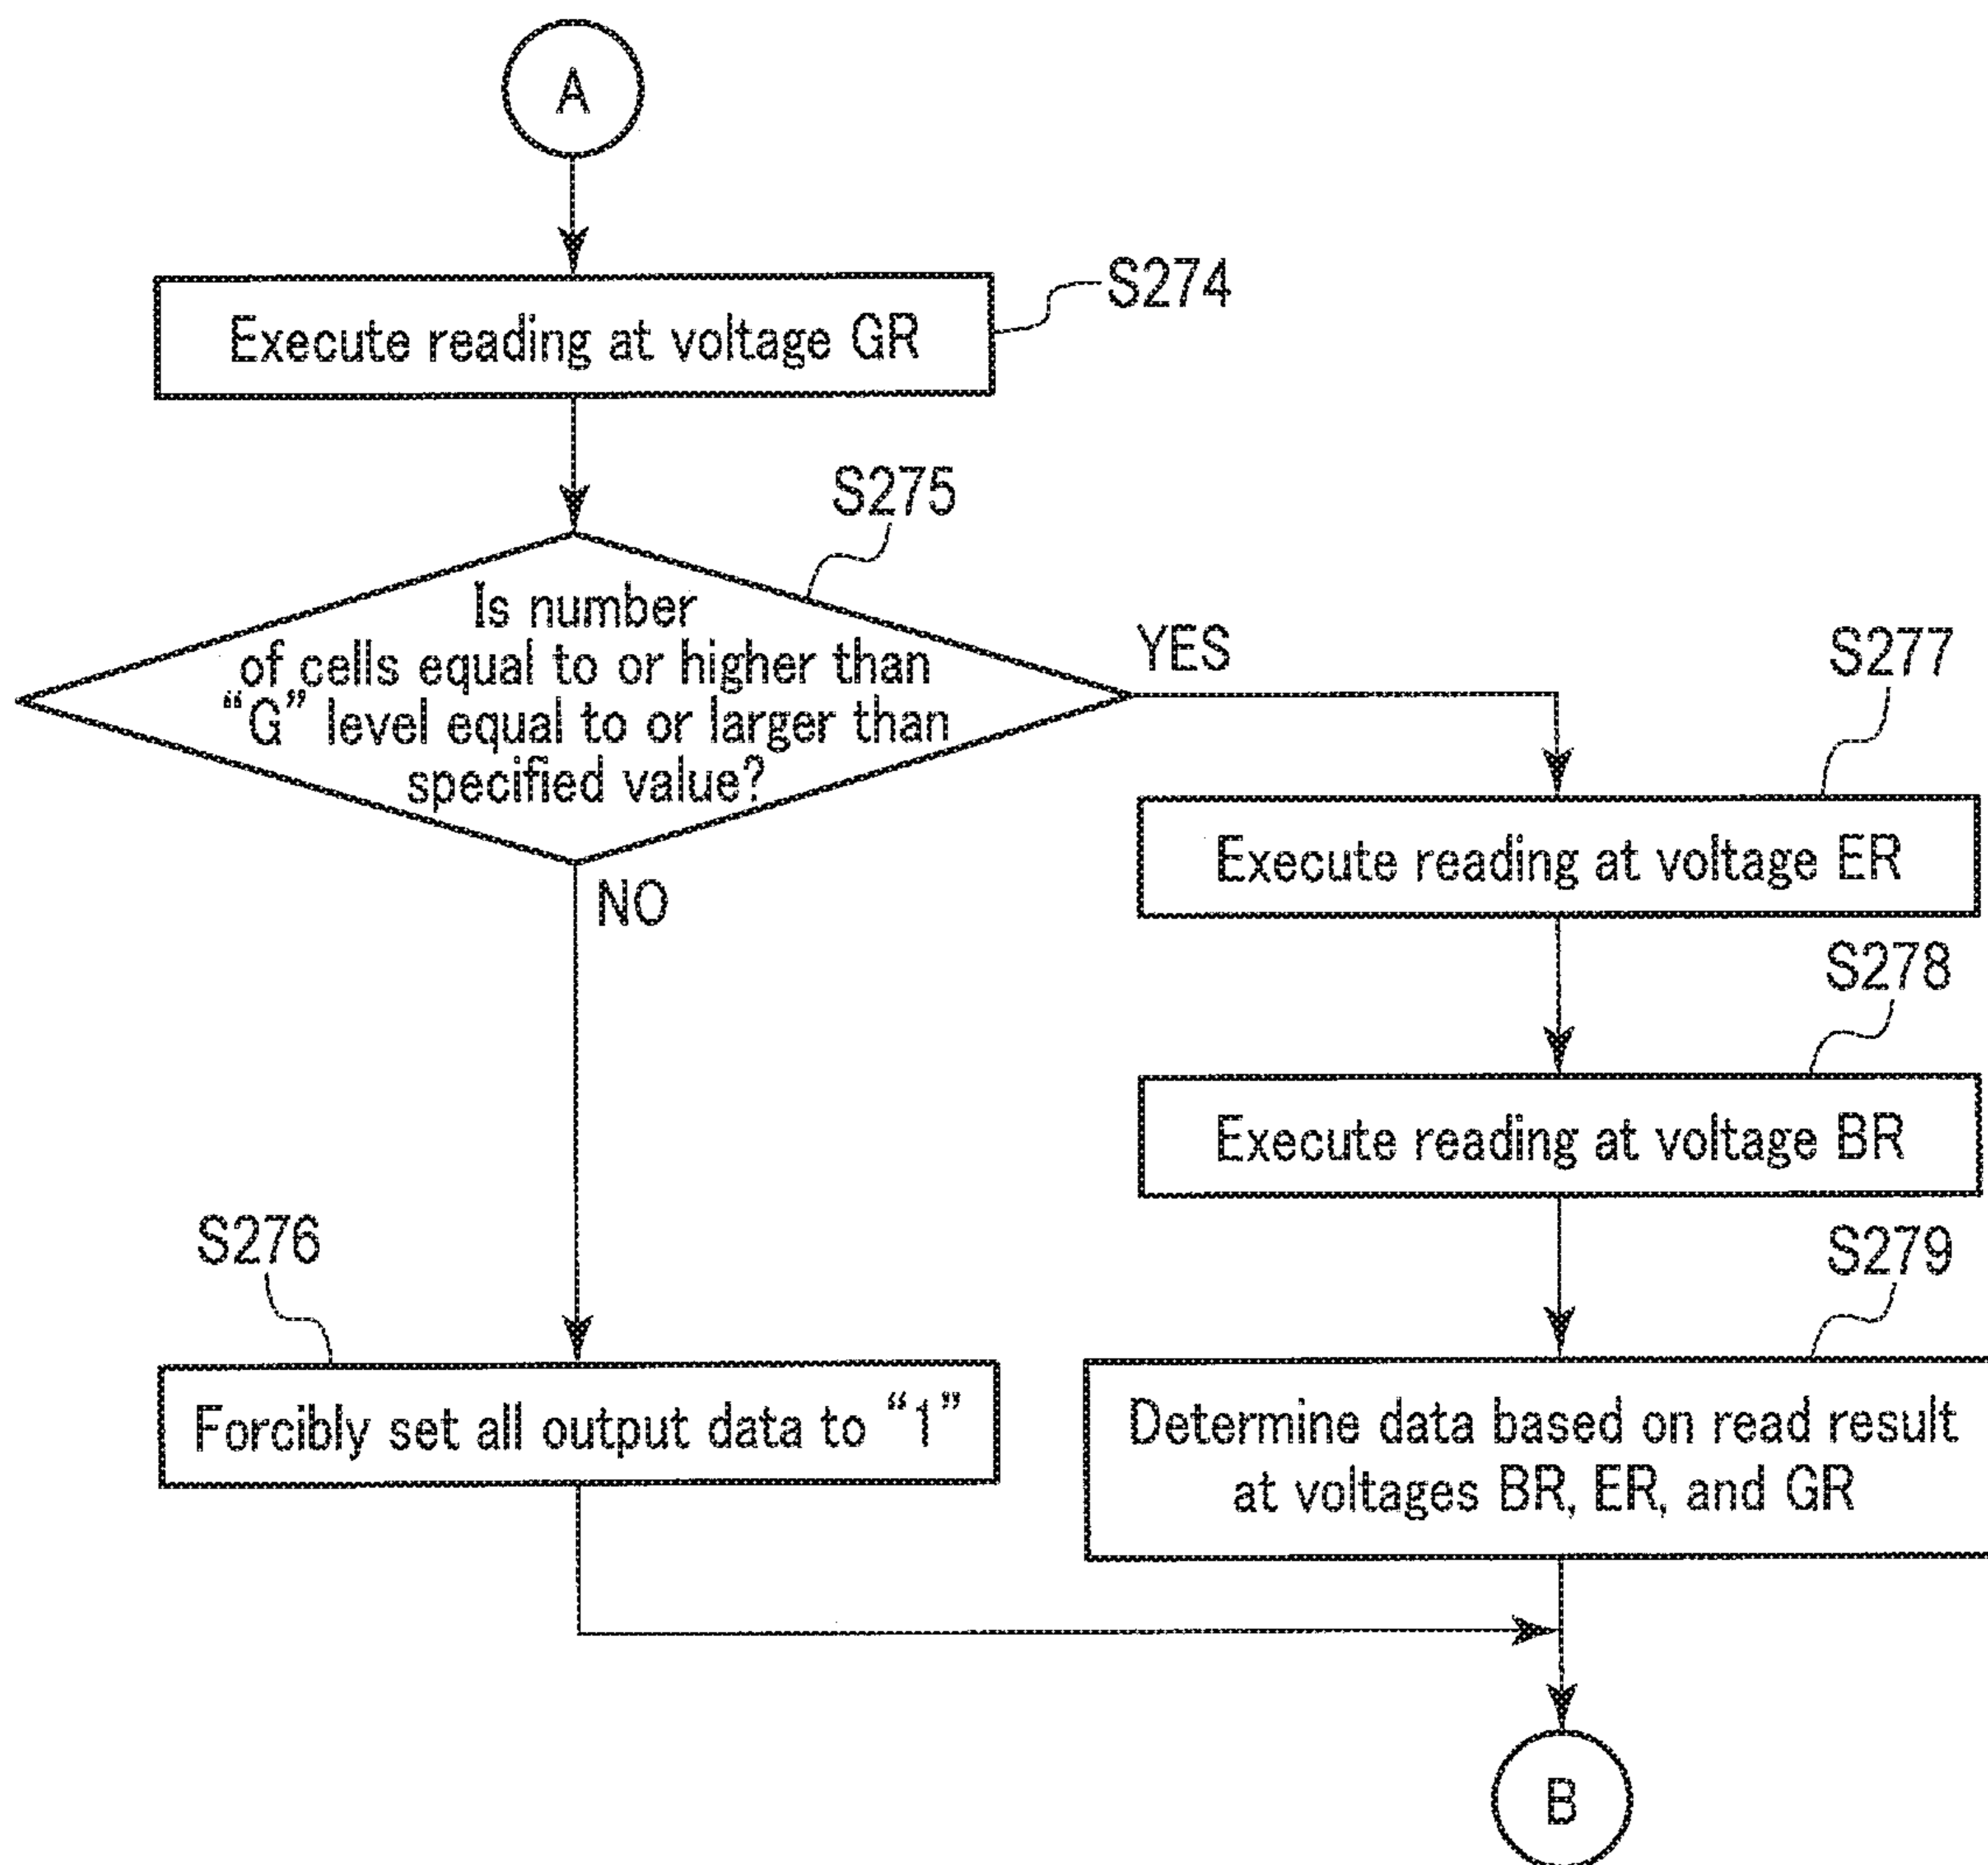 A
S274
Execute reading at voltage GR
S275
Is number
of cells equal to or higher than
“G” level equal to or larger than
specified value?
YES
NO
S277
Execute reading at voltage ER
S278
Execute reading at voltage BR
S276
Forcibly set all output data to “1”
S279
Determine data based on read result
at voltages BR, ER, and GR
B